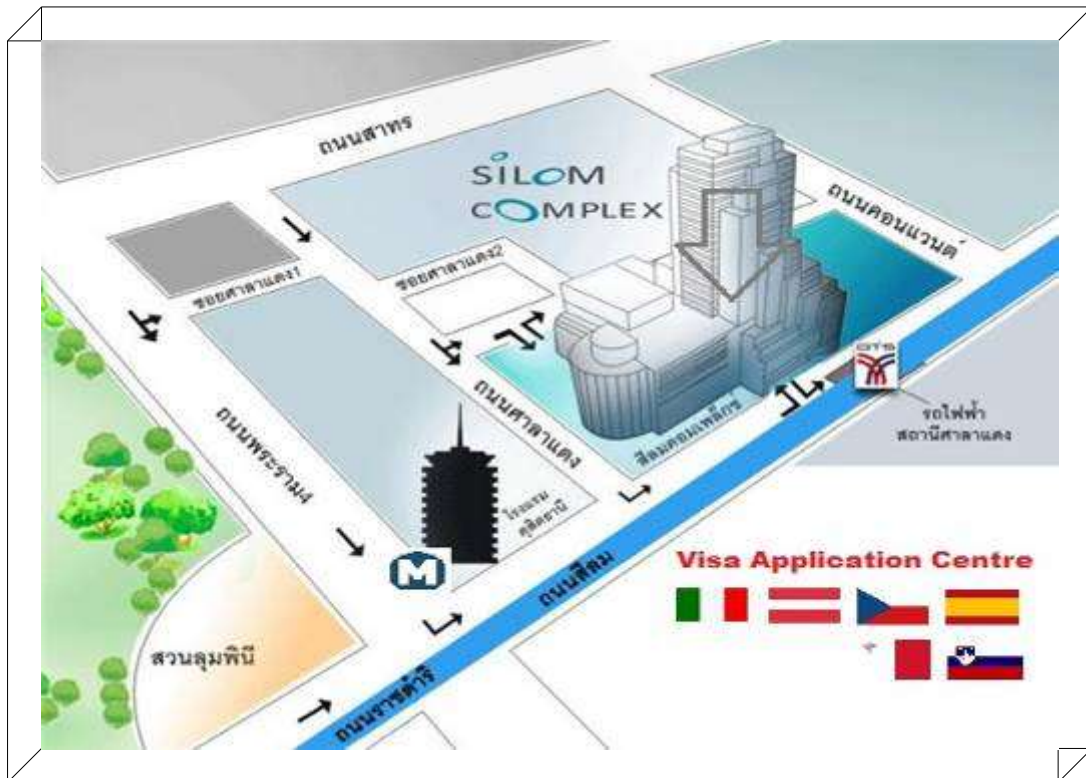 ถนนสาทร
SILOM
COMPLEX
ถนนคอนแวนต์
ซอยศาลาแดง1
ซอยศาลาแดง2
BTS
รถไฟฟ้า
สถานีศาลาแดง
สีลมคอมเพล็กซ์
ถนนศาลาแดง
ถนนพระราม4
โรงแรม
ดุสิตธานี
M
ถนนสีลม
Visa Application Centre
สวนลุมพินี
ถนนราชดำริ